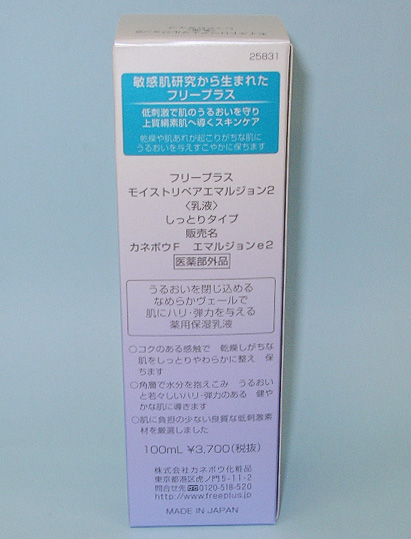 25831
敏感肌研究から生まれた
フリープラス
低刺激で肌のうるおいを守り
上質絹素肌へ導くスキンケア
乾燥や肌あれが起こりがちな肌に
うるおいを与えすこやかに保ちます
フリープラス
モイストリペアエマルジョン2
〈乳液〉
しっとりタイプ
販売名
カネボウF エマルジョンe2
医薬部外品
うるおいを閉じ込める
なめらかヴェールで
肌にハリ・弾力を与える
薬用保湿乳液
○コクのある感触で 乾燥しがちな
肌をしっとりやわらかに整え 保
ちます
○角層で水分を抱えこみ うるおい
と若々しいハリ・弾力のある 健や
かな肌に導きます
○肌に負担の少ない良質な低刺激素
材を厳選しました
100mL ¥3,700(税抜)
株式会社カネボウ化粧品
東京都港区虎ノ門5-11-2
問合せ先 0120-518-520
http://www.freeplus.jp
MADE IN JAPAN